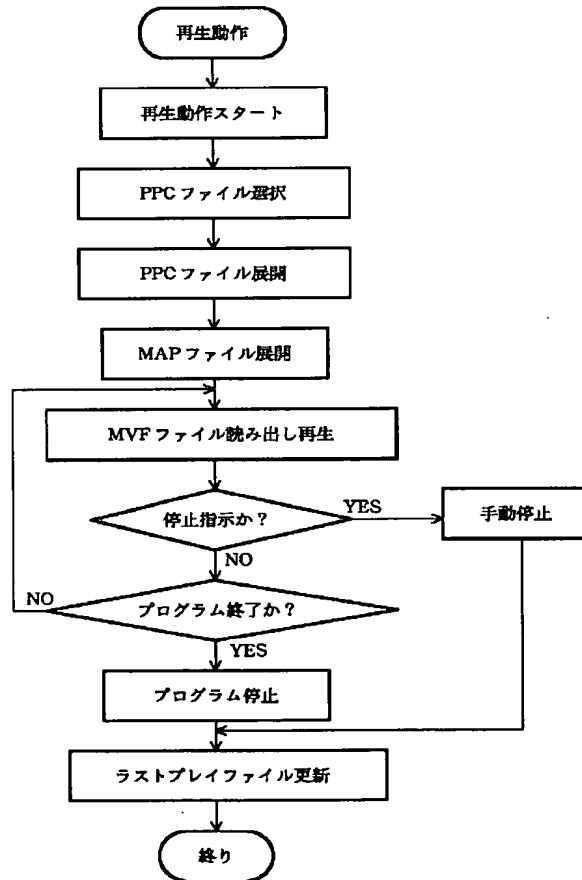 再生動作
再生動作スタート
PPCファイル選択
PPCファイル展開
MAPファイル展開
MVFファイル読み出し再生
停止指示か?
YES
手動停止
NO
プログラム終了か?
NO
YES
プログラム停止
ラストプレイファイル更新
終り